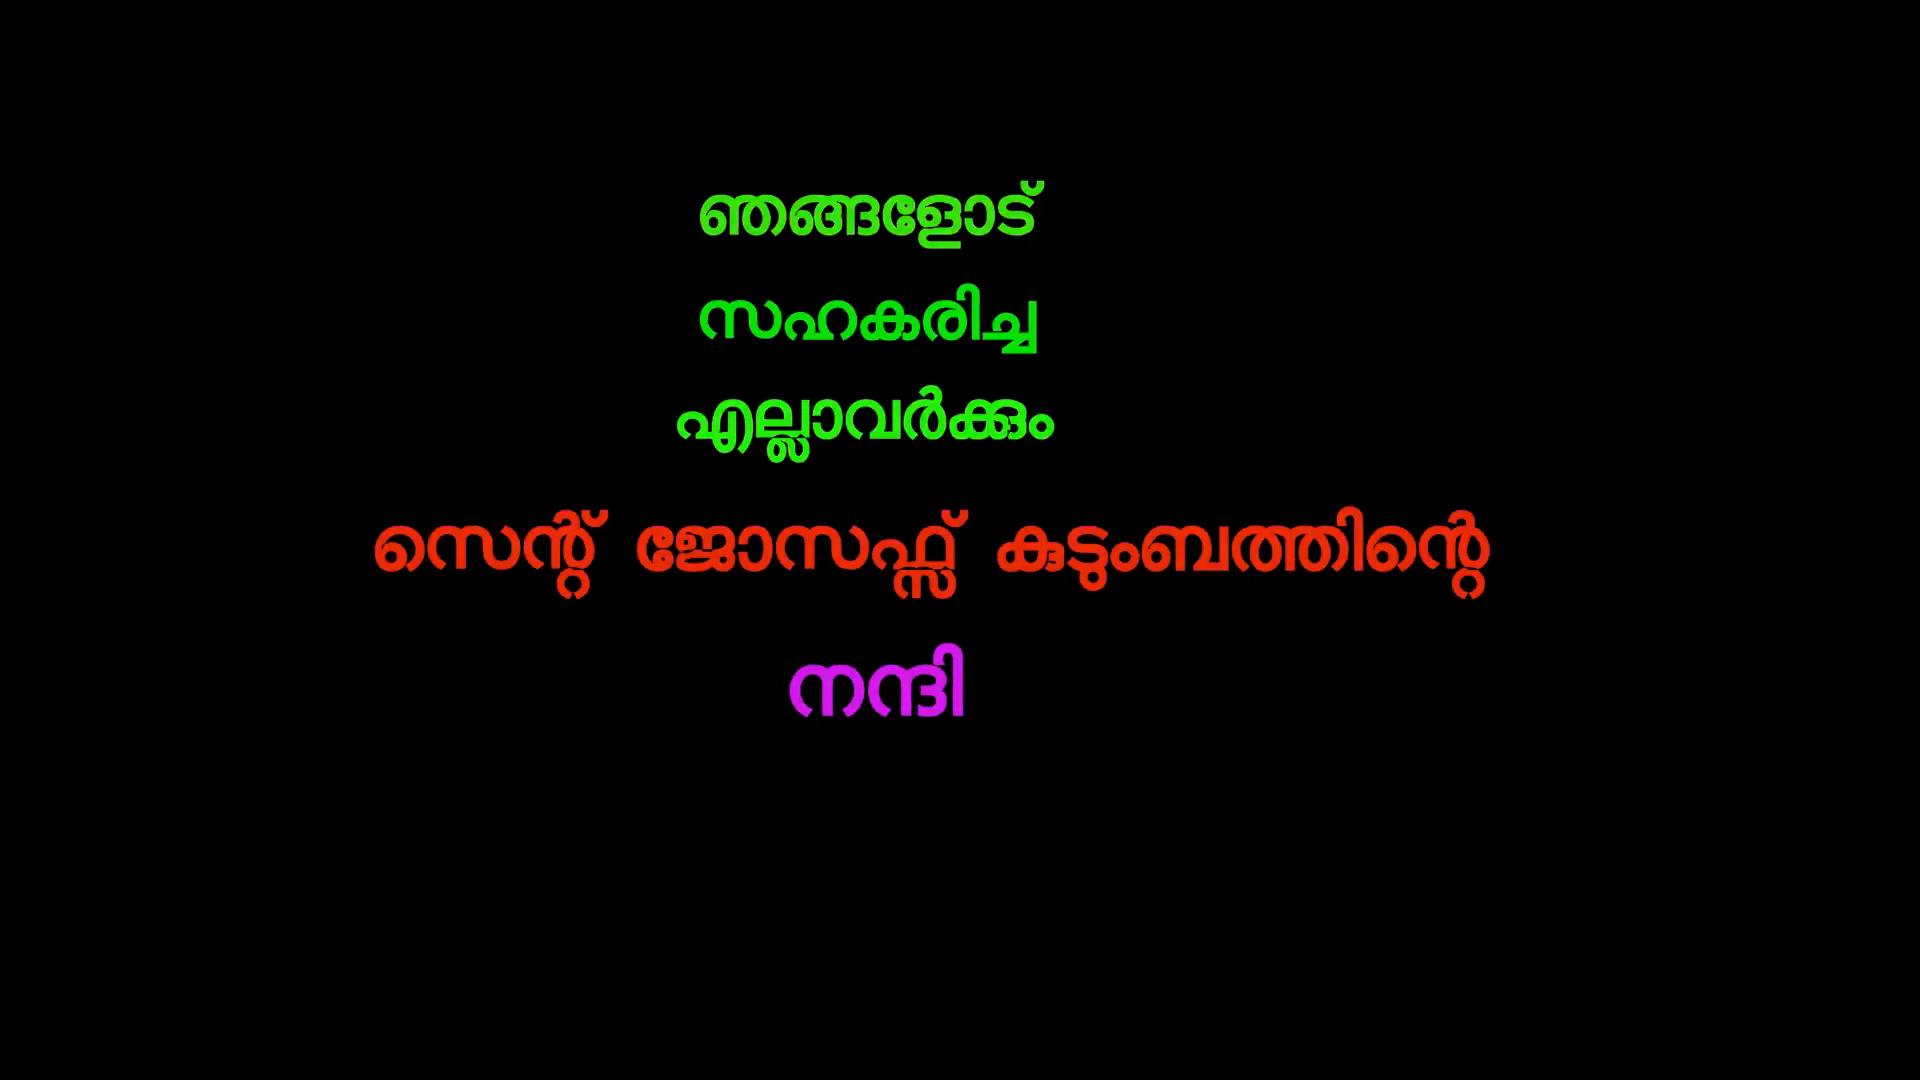 ഞങ്ങളോട്
സഹകരിച്ച
എല്ലാവർക്കും
സെന്റ് ജോസഫ്സ് കുടുംബത്തിന്റെ
നന്ദി